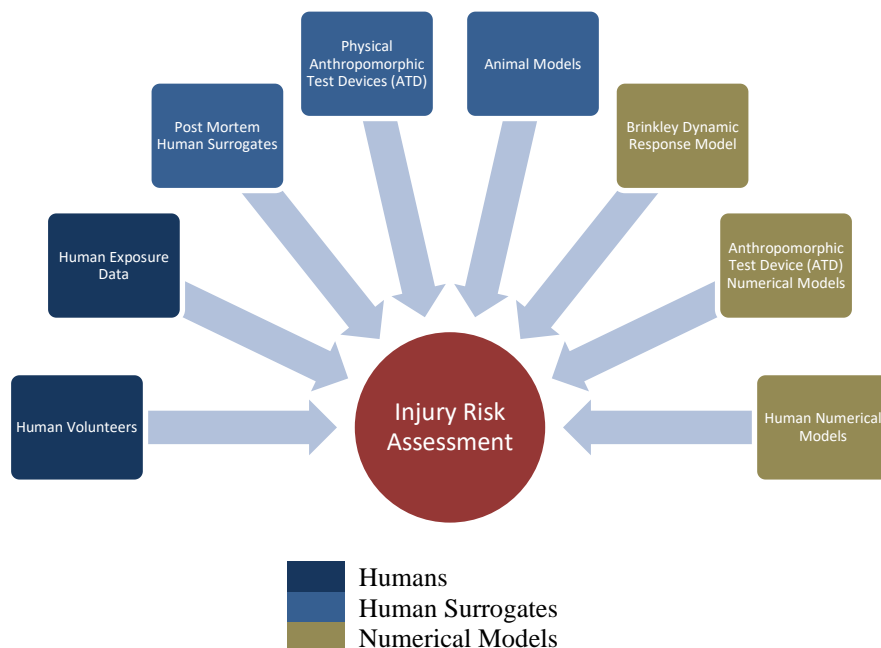 Physical
Anthropomorphic
Test Devices (ATD)
Animal Models
Post Mortem
Human Surrogates
Brinkley Dynamic
Response Model
Human Exposure
Data
Anthropomorphic
Test Device (ATD)
Numerical Models
Human Volunteers
Injury Risk
Assessment
Human Numerical
Models
Humans
Human Surrogates
Numerical Models